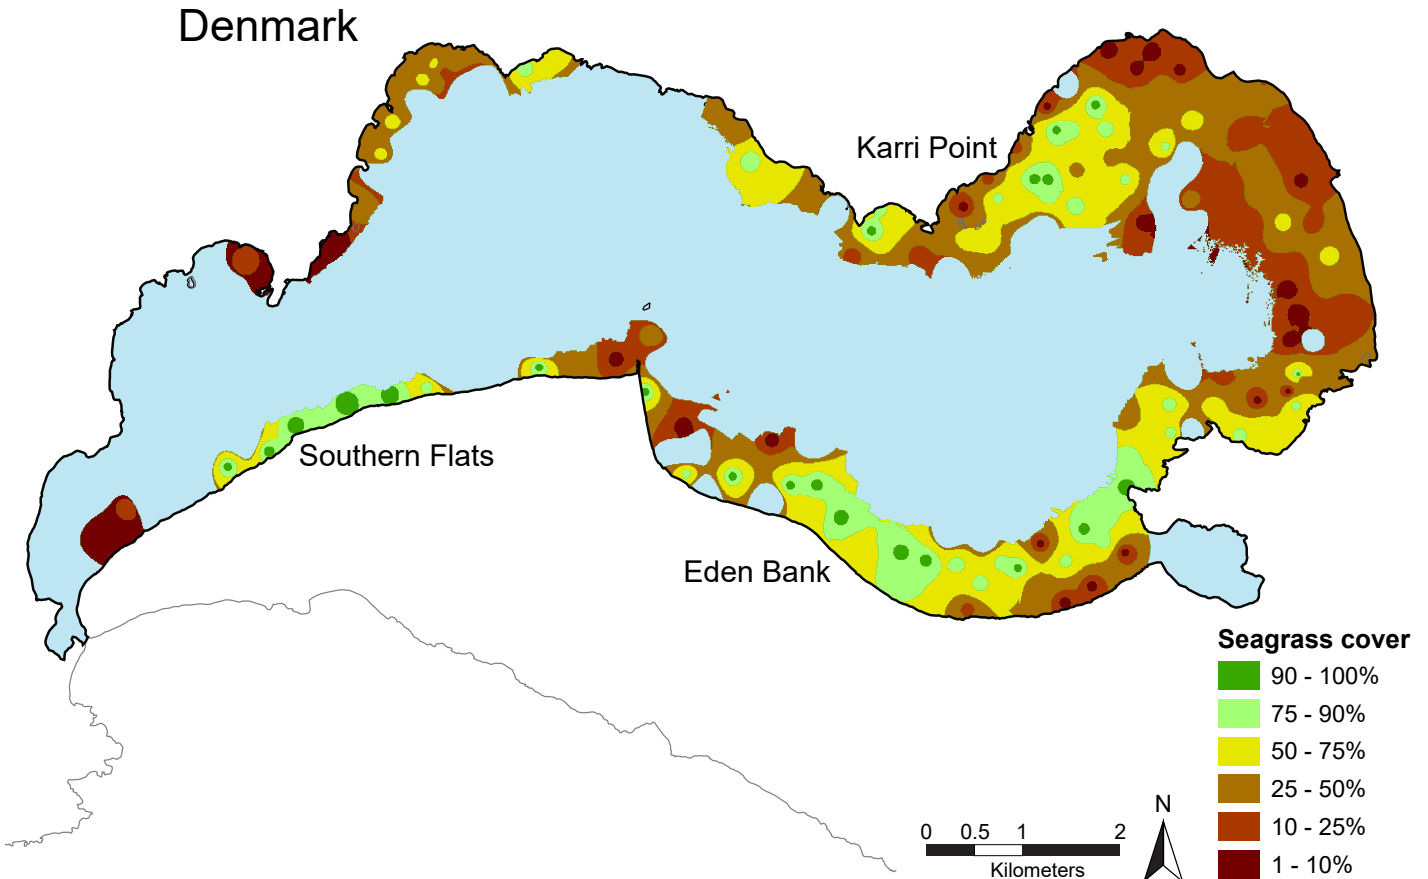 Denmark
Karri Point
Southern Flats
Eden Bank
Seagrass cover
90 - 100%
75 - 90%
50 - 75%
25 - 50%
10 - 25%
1 - 10%
N
0 0.5 1 2
Kilometers